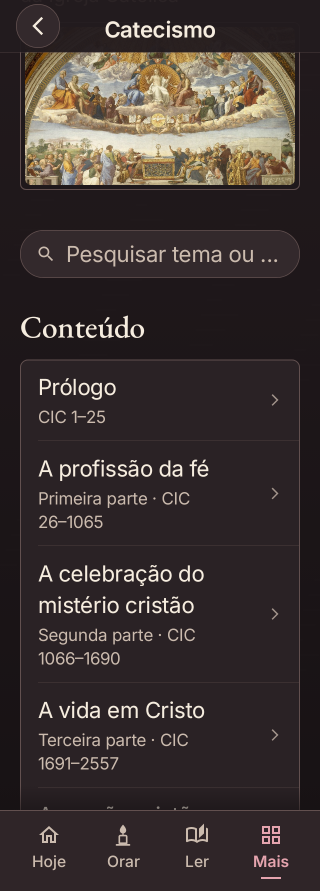 Catecismo
Pesquisar tema ou ...
Conteúdo
Prólogo
CIC 1–25
A profissão da fé
Primeira parte · CIC
26–1065
A celebração do
mistério cristão
Segunda parte · CIC
1066–1690
A vida em Cristo
Terceira parte · CIC
1691–2557
Hoje
Orar
Ler
Mais